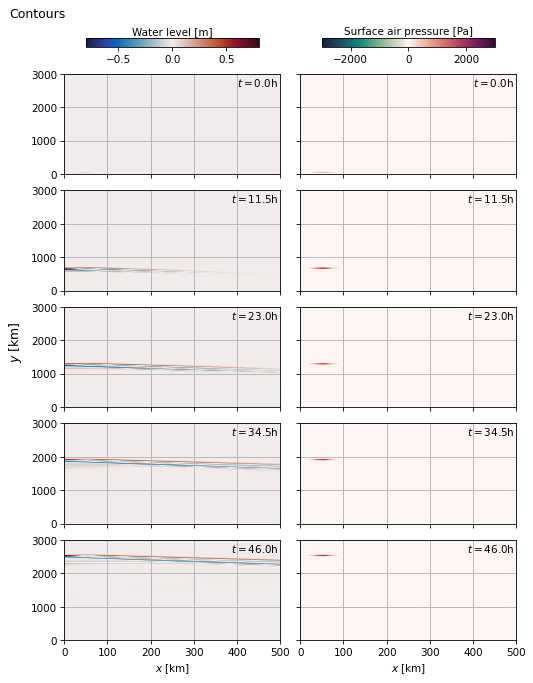 Contours
Water level [m]
−0.5 0.0 0.5
Surface air pressure [Pa]
−2000 0 2000
3000
2000
1000
0
t = 0.0h
t = 0.0h
3000
2000
1000
0
t = 11.5h
t = 11.5h
y [km]
3000
2000
1000
0
t = 23.0h
t = 23.0h
3000
2000
1000
0
t = 34.5h
t = 34.5h
3000
2000
1000
0
t = 46.0h
t = 46.0h
0 100 200 300 400 500
x [km]
0 100 200 300 400 500
x [km]